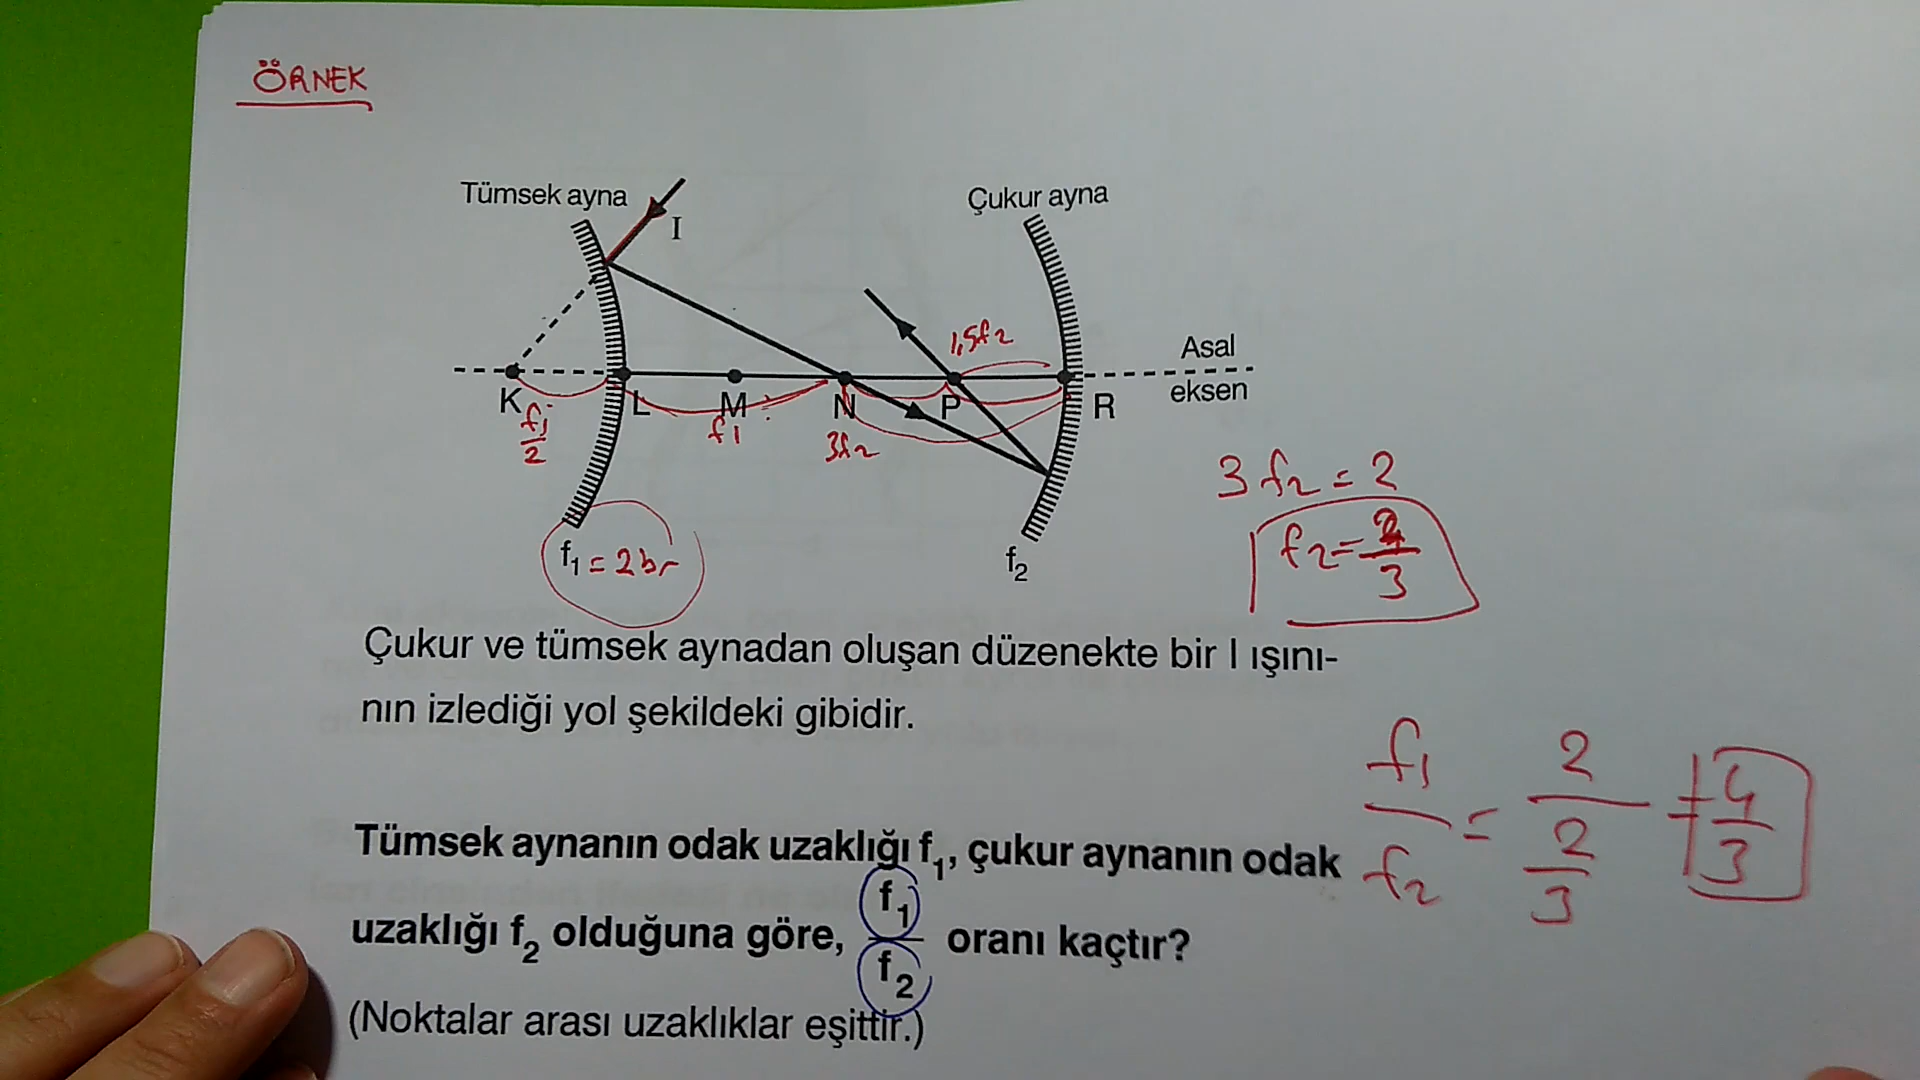 ÖRNEK
Tümsek ayna
Çukur ayna
I
1,5f2
Asal
eksen
K
L
M
N
P
R
f1
2
f1
3f2
3 f2 = 2
f2 = 2
3
f1 = 2br
f2
Çukur ve tümsek aynadan oluşan düzenekte bir I ışını-
nın izlediği yol şekildeki gibidir.
f1
f2
=
2
2
3
=
3
Tümsek aynanın odak uzaklığı f1, çukur aynanın odak
uzaklığı f2 olduğuna göre, f1/f2 oranı kaçtır?
(Noktalar arası uzaklıklar eşittir.)